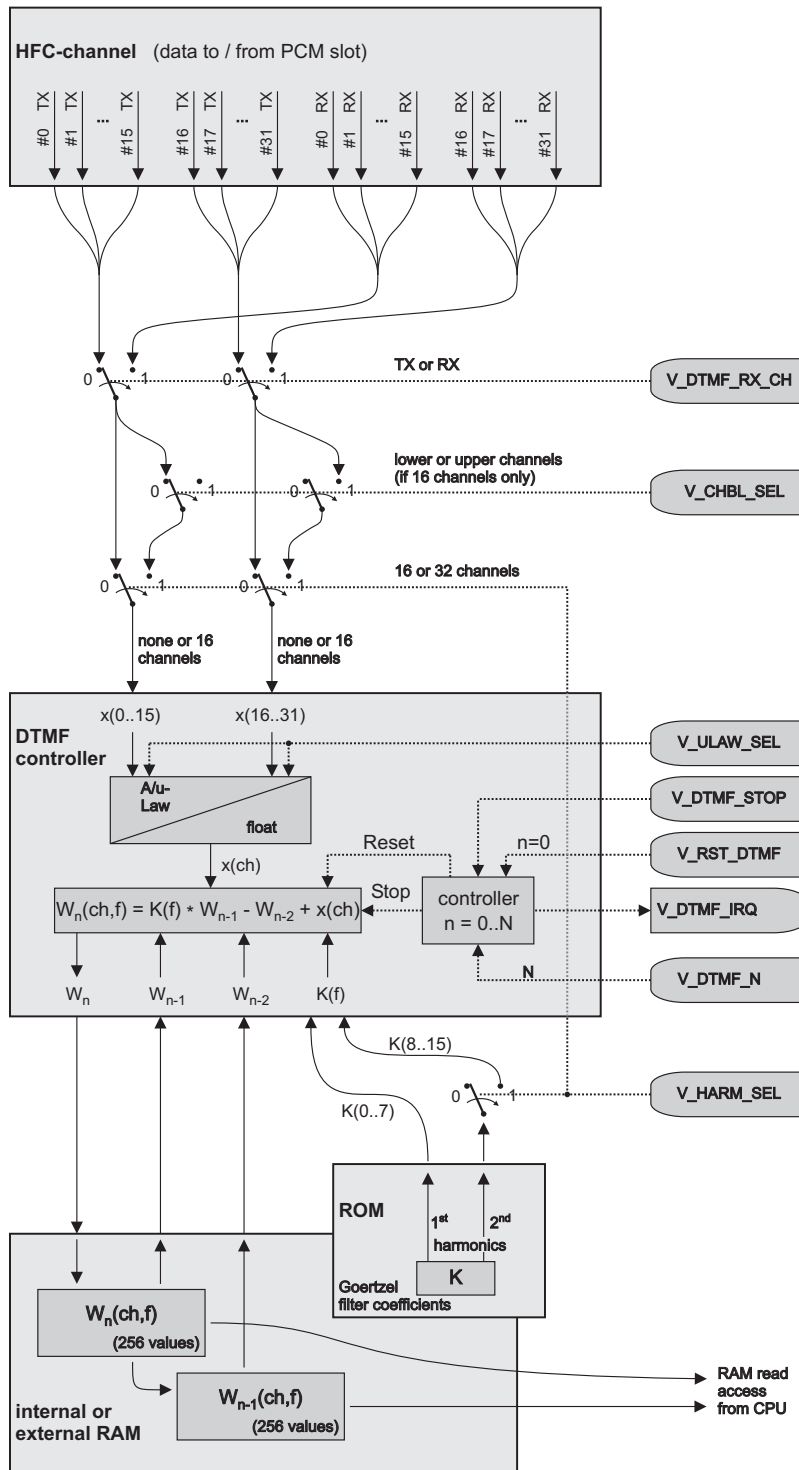 HFC-channel (data to / from PCM slot)
#0 TX
#1 TX
...
#15 TX
#16 TX
#17 TX
...
#31 TX
#0 RX
#1 RX
...
#15 RX
#16 RX
#17 RX
...
#31 RX
TX or RX
0 1 0 1
V_DTMF_RX_CH
lower or upper channels
(if 16 channels only)
0 1 0 1
V_CHBL_SEL
16 or 32 channels
0 1 0 1
none or 16
channels
none or 16
channels
DTMF
controller
x(0..15)
x(16..31)
V_ULAW_SEL
A/u-
Law
float
V_DTMF_STOP
x(ch)
Reset
n=0
V_RST_DTMF
Wn(ch,f) = K(f) * Wn-1 - Wn-2 + x(ch)
Stop
controller
n = 0..N
V_DTMF_IRQ
N
V_DTMF_N
Wn
Wn-1
Wn-2
K(f)
K(8..15)
0 1
V_HARM_SEL
K(0..7)
ROM
1st
2nd
harmonics
K
Goertzel
filter coefficients
Wn(ch,f)
(256 values)
Wn-1(ch,f)
(256 values)
internal or
external RAM
RAM read
access
from CPU